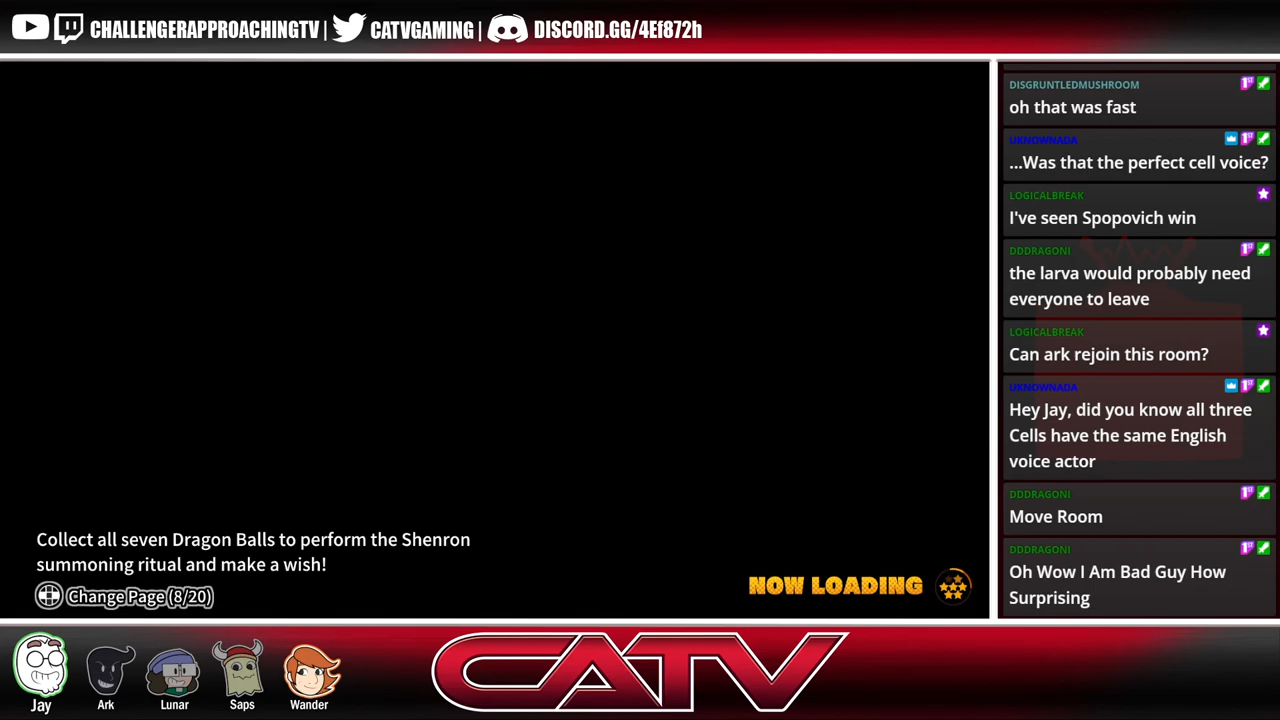 CHALLENGERAPPROACHINGTV | CATVGAMING | DISCORD.GG/4Ef872h
DISGRUNTLEDMUSHROOM
oh that was fast
UKNOWNADA
...Was that the perfect cell voice?
LOGICALBREAK
I've seen Spopovich win
DDDRAGONI
the larva would probably need
everyone to leave
LOGICALBREAK
Can ark rejoin this room?
UKNOWNADA
Hey Jay, did you know all three
Cells have the same English
voice actor
DDDRAGONI
Move Room
DDDRAGONI
Oh Wow I Am Bad Guy How
Surprising
Collect all seven Dragon Balls to perform the Shenron
summoning ritual and make a wish!
Change Page (8/20)
NOW LOADING
Jay
Ark
Lunar
Saps
Wander
CATV